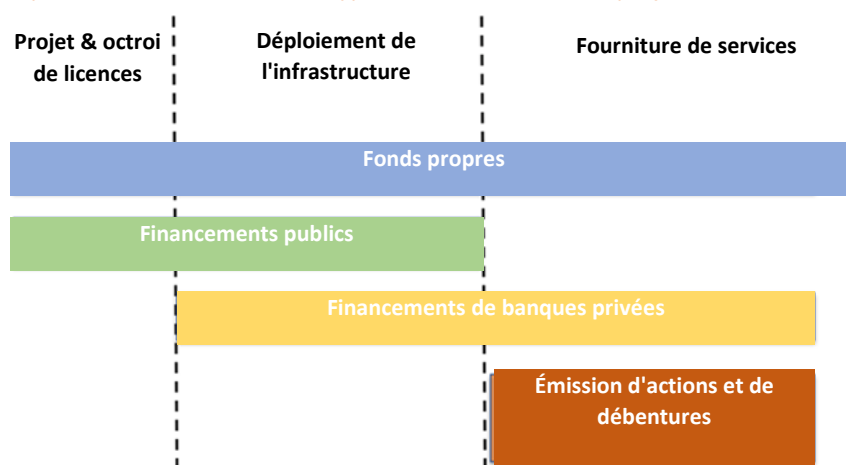 Projet & octroi
de licences
Déploiement de
l'infrastructure
Fourniture de services
Fonds propres
Financements publics
Financements de banques privées
Émission d'actions et de
débentures